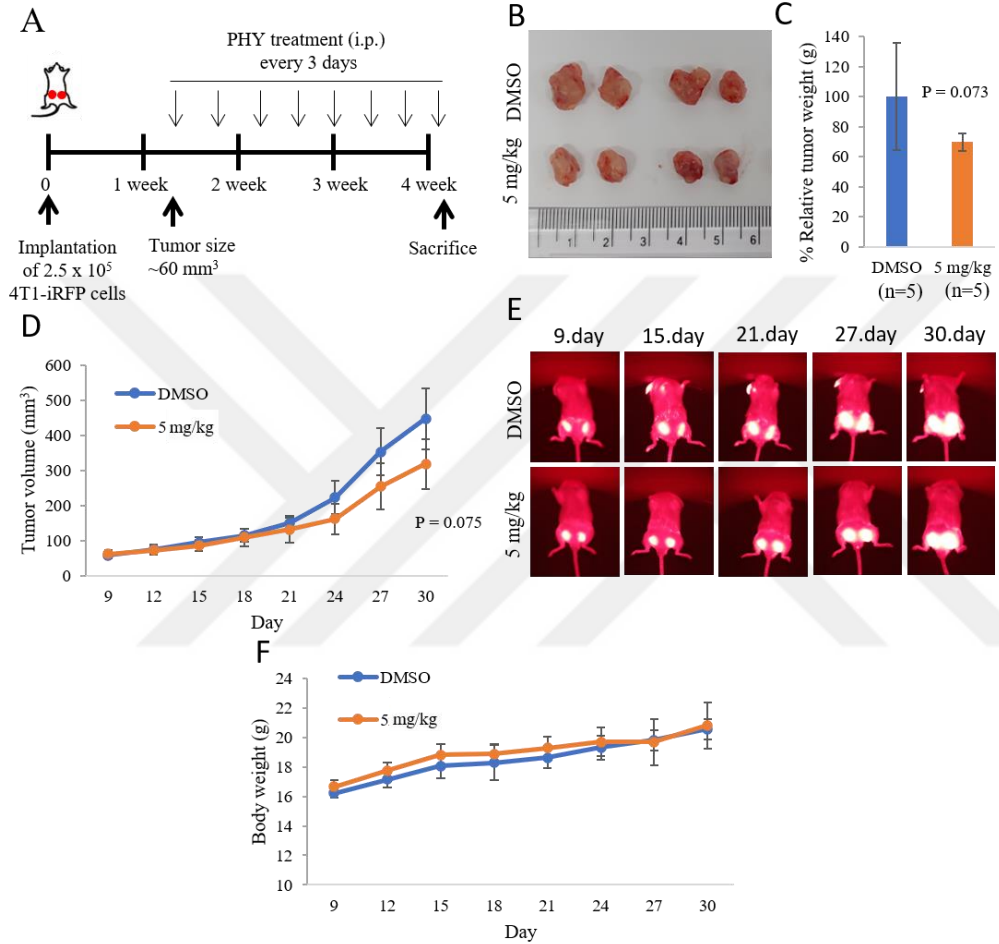 A
PHY treatment (i.p.)
every 3 days
0
1 week
2 week
3 week
4 week
Implantation
of 2.5 x 10⁵
4T1-iRFP cells
Tumor size
~60 mm³
Sacrifice
B
DMSO
5 mg/kg
1 2 3 4 5 6
C
% Relative tumor weight (g)
140
120
100
80
60
40
20
0
P = 0.073
DMSO
(n=5)
5 mg/kg
(n=5)
D
Tumor volume (mm³)
600
500
400
300
200
100
0
DMSO
5 mg/kg
P = 0.075
9 12 15 18 21 24 27 30
Day
E
9.day 15.day 21.day 27.day 30.day
DMSO
5 mg/kg
F
Body weight (g)
24
22
20
18
16
14
12
10
DMSO
5 mg/kg
9 12 15 18 21 24 27 30
Day